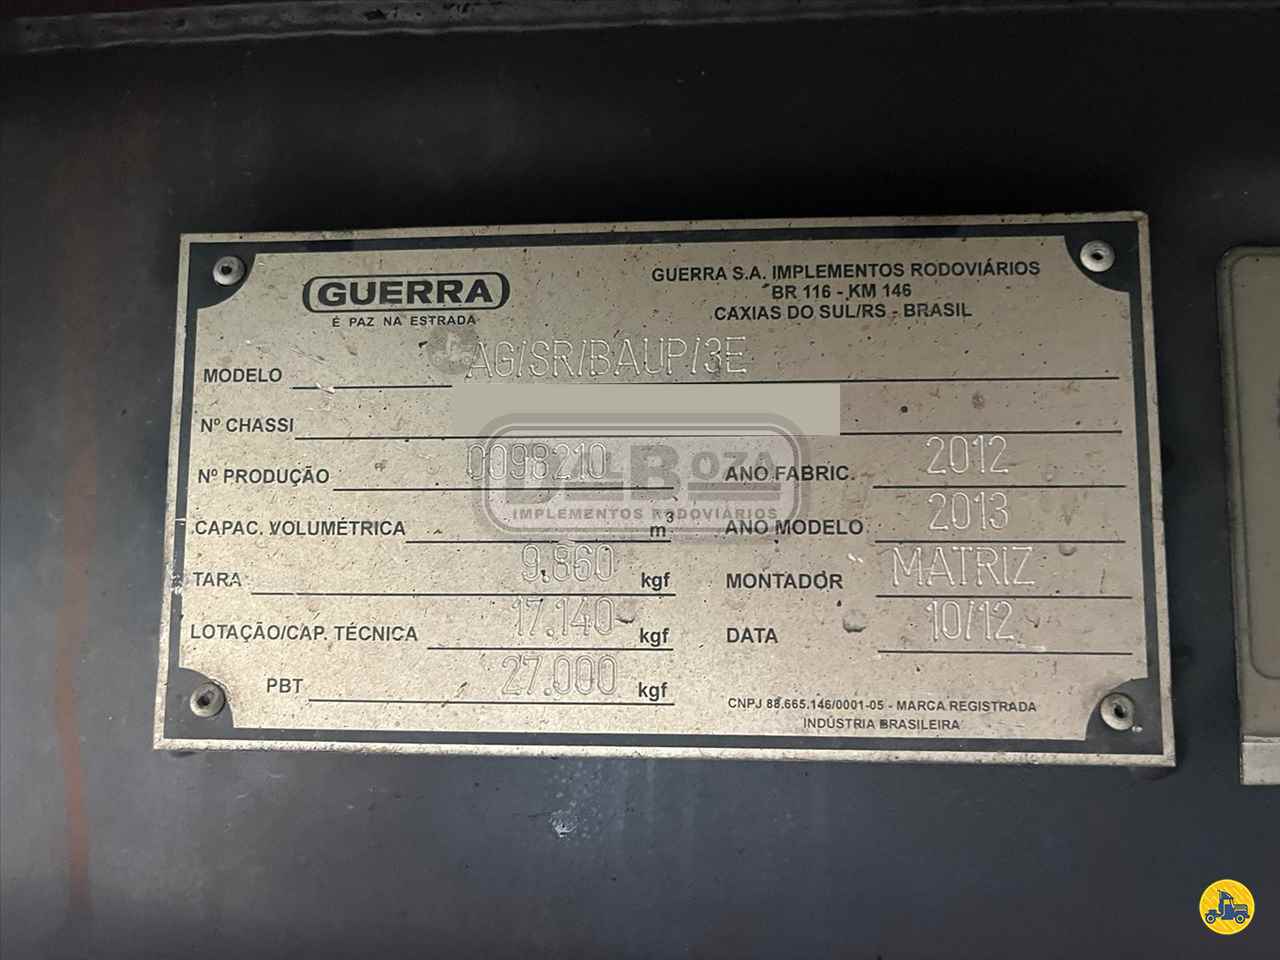 GUERRA
É PAZ NA ESTRADA
GUERRA S.A. IMPLEMENTOS RODOVIÁRIOS
BR 116 - KM 146
CAXIAS DO SUL/RS - BRASIL
MODELO AG/SR/BAUP/3E
Nº CHASSI
Nº PRODUÇÃO 0098210 ANO FABRIC. 2012
DALBOZA
IMPLEMENTOS RODOVIÁRIOS
CAPAC. VOLUMÉTRICA m³ ANO MODELO 2013
TARA 9.860 kgf MONTADOR MATRIZ
LOTAÇÃO/CAP. TÉCNICA 17.140 kgf DATA 10/12
PBT 27.000 kgf
CNPJ 88.665.146/0001-05 - MARCA REGISTRADA
INDÚSTRIA BRASILEIRA